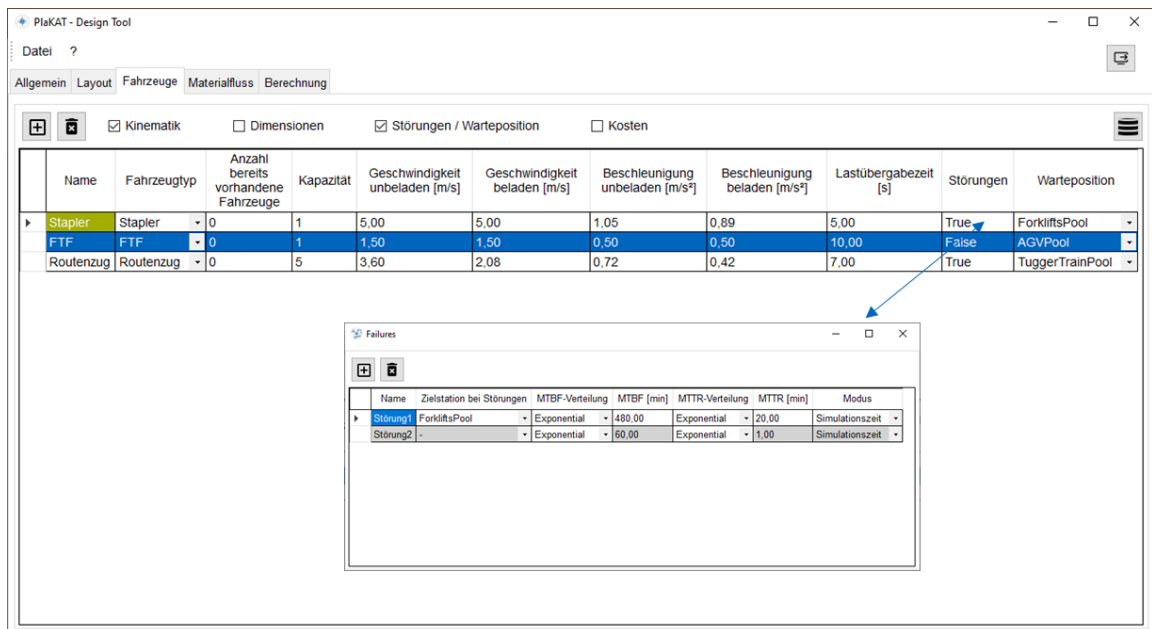 PlaKAT - Design Tool
Datei ?
Allgemein Layout Fahrzeuge Materialfluss Berechnung
Kinematik Dimensionen Störungen / Warteposition Kosten
Name Fahrzeugtyp Anzahl bereits vorhandene Fahrzeuge Kapazität Geschwindigkeit unbeladen [m/s] Geschwindigkeit beladen [m/s] Beschleunigung unbeladen [m/s²] Beschleunigung beladen [m/s²] Lastübergabezeit [s] Störungen Warteposition
Stapler Stapler 0 1 5,00 5,00 1,05 0,89 5,00 True ForkliftsPool
FTF FTF 0 1 1,50 1,50 0,50 0,50 10,00 False AGVPool
Routenzug Routenzug 0 5 3,60 2,08 0,72 0,42 7,00 True TuggerTrainPool
Failures
Name Zielstation bei Störungen MTBF-Verteilung MTBF [min] MTTR-Verteilung MTTR [min] Modus
Störung1 ForkliftsPool Exponential 480,00 Exponential 20,00 Simulationszeit
Störung2 - Exponential 60,00 Exponential 1,00 Simulationszeit